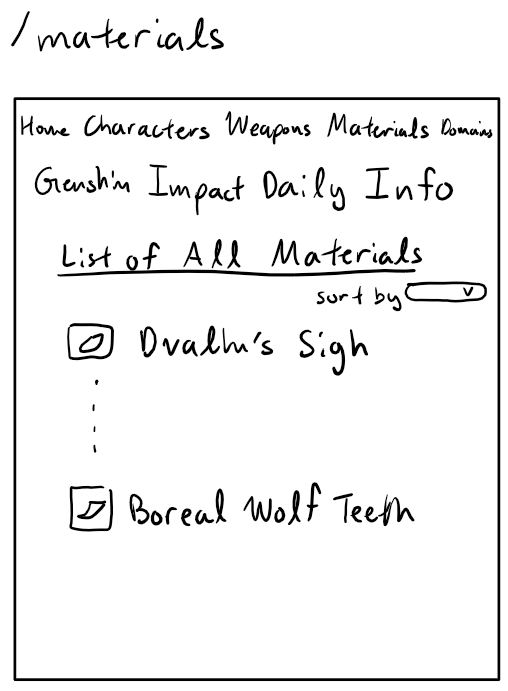 /materials
Home Characters Weapons Materials Domains
Genshin Impact Daily Info
List of All Materials
sort by
Dvalin's Sigh
Boreal Wolf Teeth